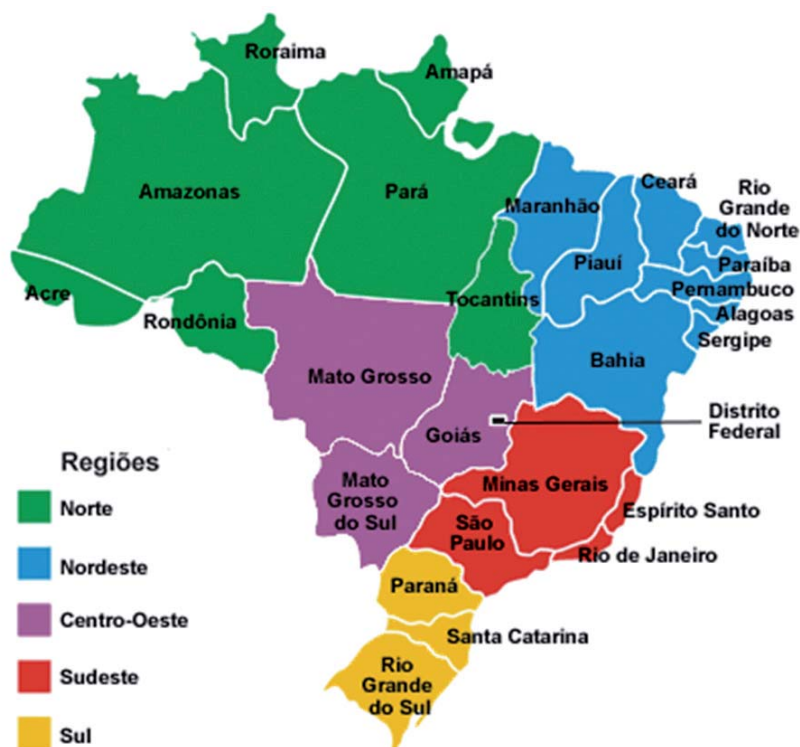 Roraima
Amapá
Amazonas
Pará
Maranhão
Ceará
Rio
Grande
do Norte
Piauí
Paraíba
Pernambuco
Acre
Rondônia
Tocantins
Alagoas
Sergipe
Bahia
Mato Grosso
Distrito
Federal
Goiás
Mato
Grosso
do Sul
Minas Gerais
Espírito Santo
São
Paulo
Rio de Janeiro
Paraná
Santa Catarina
Rio
Grande
do Sul
Regiões
Norte
Nordeste
Centro-Oeste
Sudeste
Sul